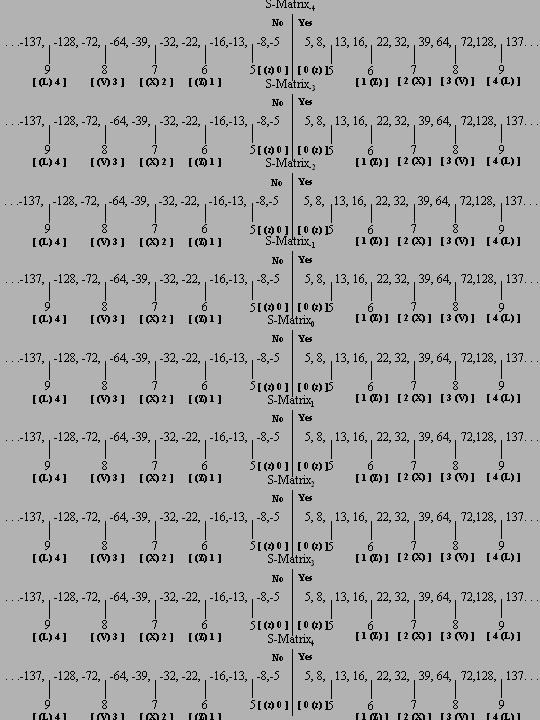 S-Matrix-4
No Yes
. . .-137, -128, -72, -64, -39, -32, -22, -16,-13, -8,-5 5, 8, 13, 16, 22, 32, 39, 64, 72,128, 137. . .
9 8 7 6 5 [ (z) 0 ] [ 0 (z) ]5 6 7 8 9
[ (L) 4 ] [ (V) 3 ] [ (X) 2 ] [ (Z) 1 ] [ 1 (Z) ] [ 2 (X) ] [ 3 (V) ] [ 4 (L) ]
S-Matrix-3
No Yes
. . .-137, -128, -72, -64, -39, -32, -22, -16,-13, -8,-5 5, 8, 13, 16, 22, 32, 39, 64, 72,128, 137. . .
9 8 7 6 5 [ (z) 0 ] [ 0 (z) ]5 6 7 8 9
[ (L) 4 ] [ (V) 3 ] [ (X) 2 ] [ (Z) 1 ] [ 1 (Z) ] [ 2 (X) ] [ 3 (V) ] [ 4 (L) ]
S-Matrix-2
No Yes
. . .-137, -128, -72, -64, -39, -32, -22, -16,-13, -8,-5 5, 8, 13, 16, 22, 32, 39, 64, 72,128, 137. . .
9 8 7 6 5 [ (z) 0 ] [ 0 (z) ]5 6 7 8 9
[ (L) 4 ] [ (V) 3 ] [ (X) 2 ] [ (Z) 1 ] [ 1 (Z) ] [ 2 (X) ] [ 3 (V) ] [ 4 (L) ]
S-Matrix-1
No Yes
. . .-137, -128, -72, -64, -39, -32, -22, -16,-13, -8,-5 5, 8, 13, 16, 22, 32, 39, 64, 72,128, 137. . .
9 8 7 6 5 [ (z) 0 ] [ 0 (z) ]5 6 7 8 9
[ (L) 4 ] [ (V) 3 ] [ (X) 2 ] [ (Z) 1 ] [ 1 (Z) ] [ 2 (X) ] [ 3 (V) ] [ 4 (L) ]
S-Matrix0
No Yes
. . .-137, -128, -72, -64, -39, -32, -22, -16,-13, -8,-5 5, 8, 13, 16, 22, 32, 39, 64, 72,128, 137. . .
9 8 7 6 5 [ (z) 0 ] [ 0 (z) ]5 6 7 8 9
[ (L) 4 ] [ (V) 3 ] [ (X) 2 ] [ (Z) 1 ] [ 1 (Z) ] [ 2 (X) ] [ 3 (V) ] [ 4 (L) ]
S-Matrix1
No Yes
. . .-137, -128, -72, -64, -39, -32, -22, -16,-13, -8,-5 5, 8, 13, 16, 22, 32, 39, 64, 72,128, 137. . .
9 8 7 6 5 [ (z) 0 ] [ 0 (z) ]5 6 7 8 9
[ (L) 4 ] [ (V) 3 ] [ (X) 2 ] [ (Z) 1 ] [ 1 (Z) ] [ 2 (X) ] [ 3 (V) ] [ 4 (L) ]
S-Matrix2
No Yes
. . .-137, -128, -72, -64, -39, -32, -22, -16,-13, -8,-5 5, 8, 13, 16, 22, 32, 39, 64, 72,128, 137. . .
9 8 7 6 5 [ (z) 0 ] [ 0 (z) ]5 6 7 8 9
[ (L) 4 ] [ (V) 3 ] [ (X) 2 ] [ (Z) 1 ] [ 1 (Z) ] [ 2 (X) ] [ 3 (V) ] [ 4 (L) ]
S-Matrix3
No Yes
. . .-137, -128, -72, -64, -39, -32, -22, -16,-13, -8,-5 5, 8, 13, 16, 22, 32, 39, 64, 72,128, 137. . .
9 8 7 6 5 [ (z) 0 ] [ 0 (z) ]5 6 7 8 9
[ (L) 4 ] [ (V) 3 ] [ (X) 2 ] [ (Z) 1 ] [ 1 (Z) ] [ 2 (X) ] [ 3 (V) ] [ 4 (L) ]
S-Matrix4
No Yes
. . .-137, -128, -72, -64, -39, -32, -22, -16,-13, -8,-5 5, 8, 13, 16, 22, 32, 39, 64, 72,128, 137. . .
9 8 7 6 5 [ (z) 0 ] [ 0 (z) ]5 6 7 8 9
[ (L) 4 ] [ (V) 3 ] [ (X) 2 ] [ (Z) 1 ] [ 1 (Z) ] [ 2 (X) ] [ 3 (V) ] [ 4 (L) ]